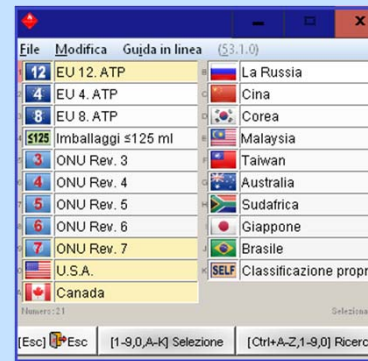 File Modifica Guida in linea (53.1.0)
12 EU 12. ATP
4 EU 4. ATP
8 EU 8. ATP
≤125 Imballaggi ≤125 ml
3 ONU Rev. 3
4 ONU Rev. 4
5 ONU Rev. 5
6 ONU Rev. 6
7 ONU Rev. 7
U.S.A.
Canada
La Russia
Cina
Corea
Malaysia
Taiwan
Australia
Sudafrica
Giappone
Brasile
SELF Classificazione propr
Numero:21 Seleziona
[Esc] Esc [1-9,0,A-K] Selezione [Ctrl+A-Z,1-9,0] Ricerc